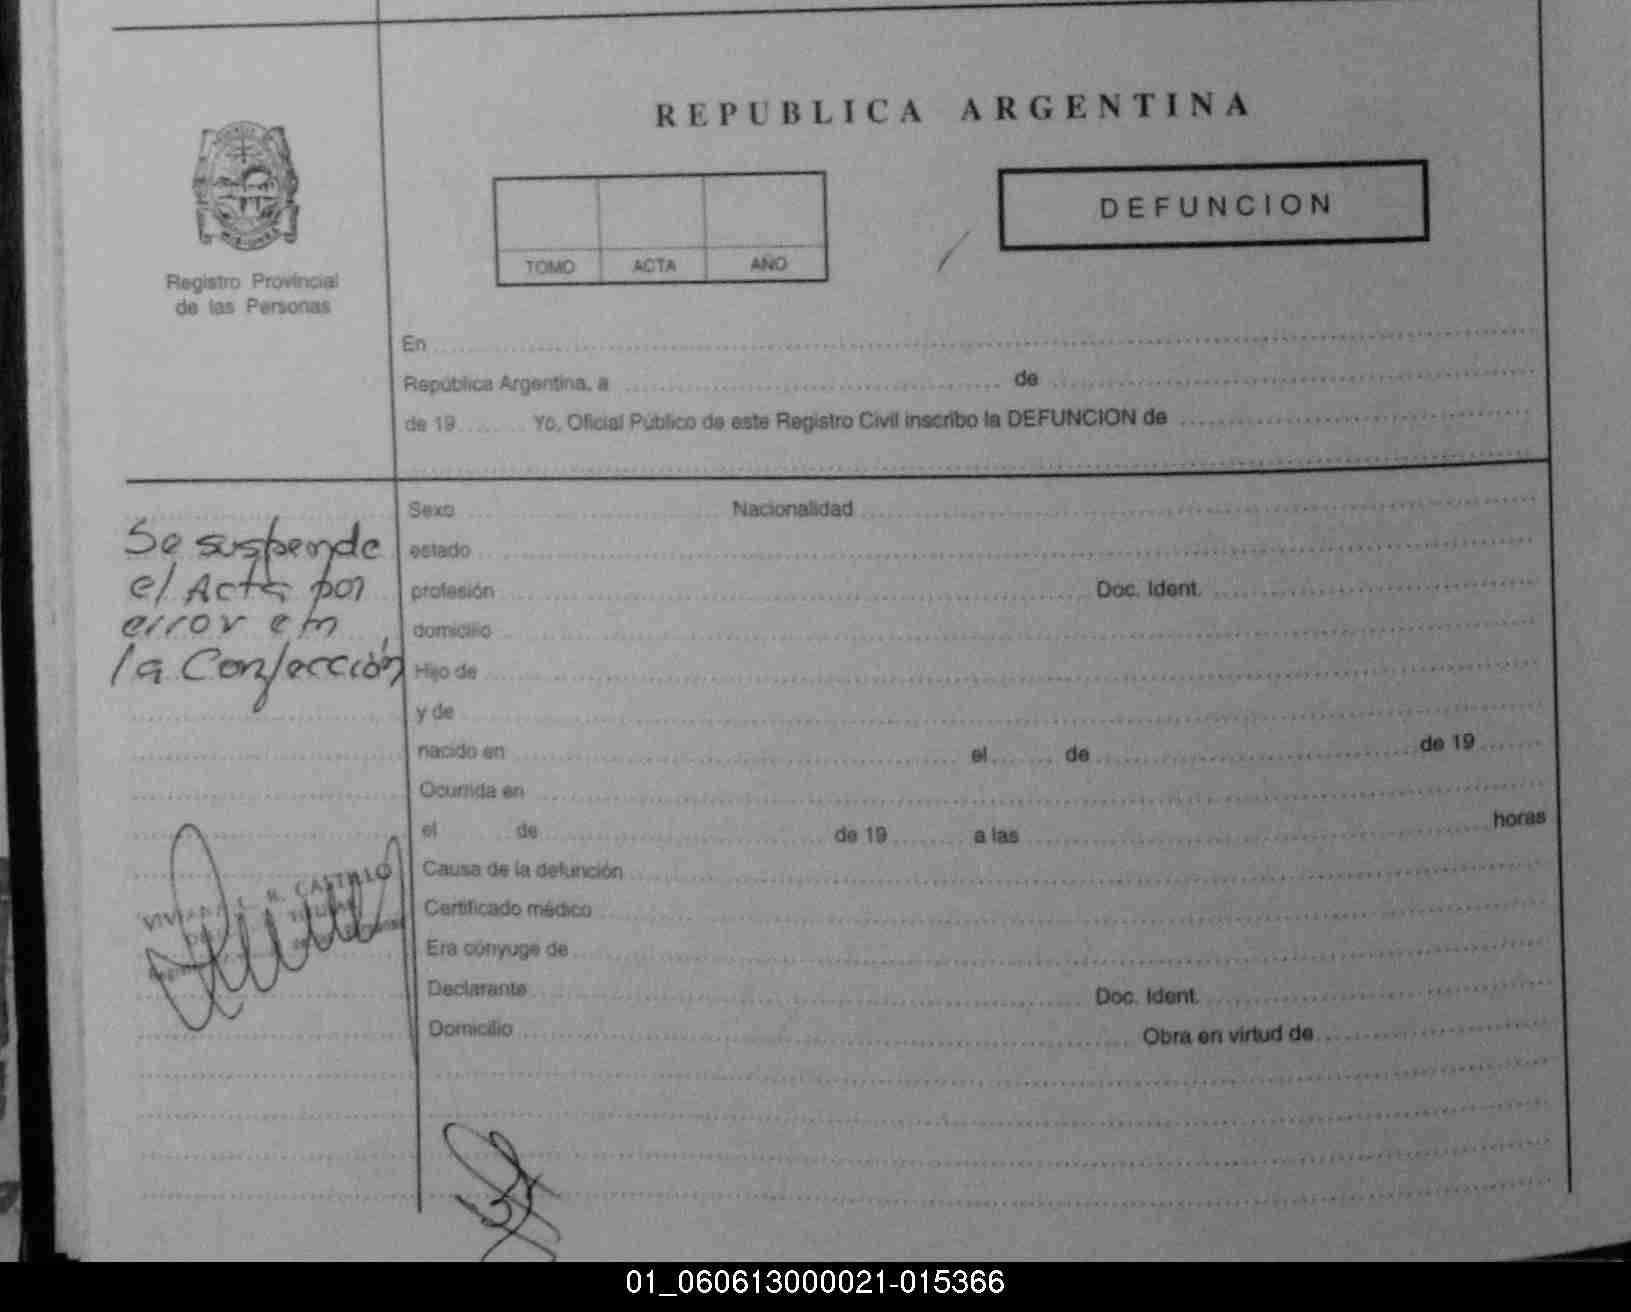 REPUBLICA ARGENTINA
DEFUNCION
TOMO ACTA AÑO
Registro Provincial
de las Personas
En
República Argentina, a de
de 19 Yo, Oficial Público de este Registro Civil inscribo la DEFUNCION de
Sexo Nacionalidad
estado
profesión Doc. Ident.
domicilio
Hijo de
y de
nacido en el de de 19
Ocurrida en
el de de 19 a las horas
Causa de la defunción
Certificado médico
Era cónyuge de
Declarante Doc. Ident.
Domicilio Obra en virtud de
Se suspende
el Acta por
error en
la Confección
VIVIANA R. CASTILLO
01_060613000021-015366